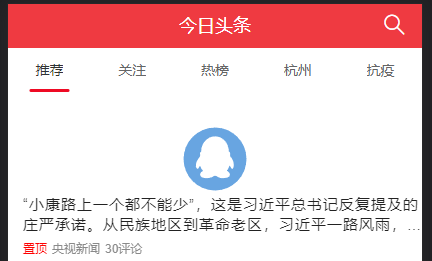 今日头条
推荐 关注 热榜 杭州 抗疫
“小康路上一个都不能少”，这是习近平总书记反复提及的
庄严承诺。从民族地区到革命老区，习近平一路风雨，...
置顶 央视新闻 30评论